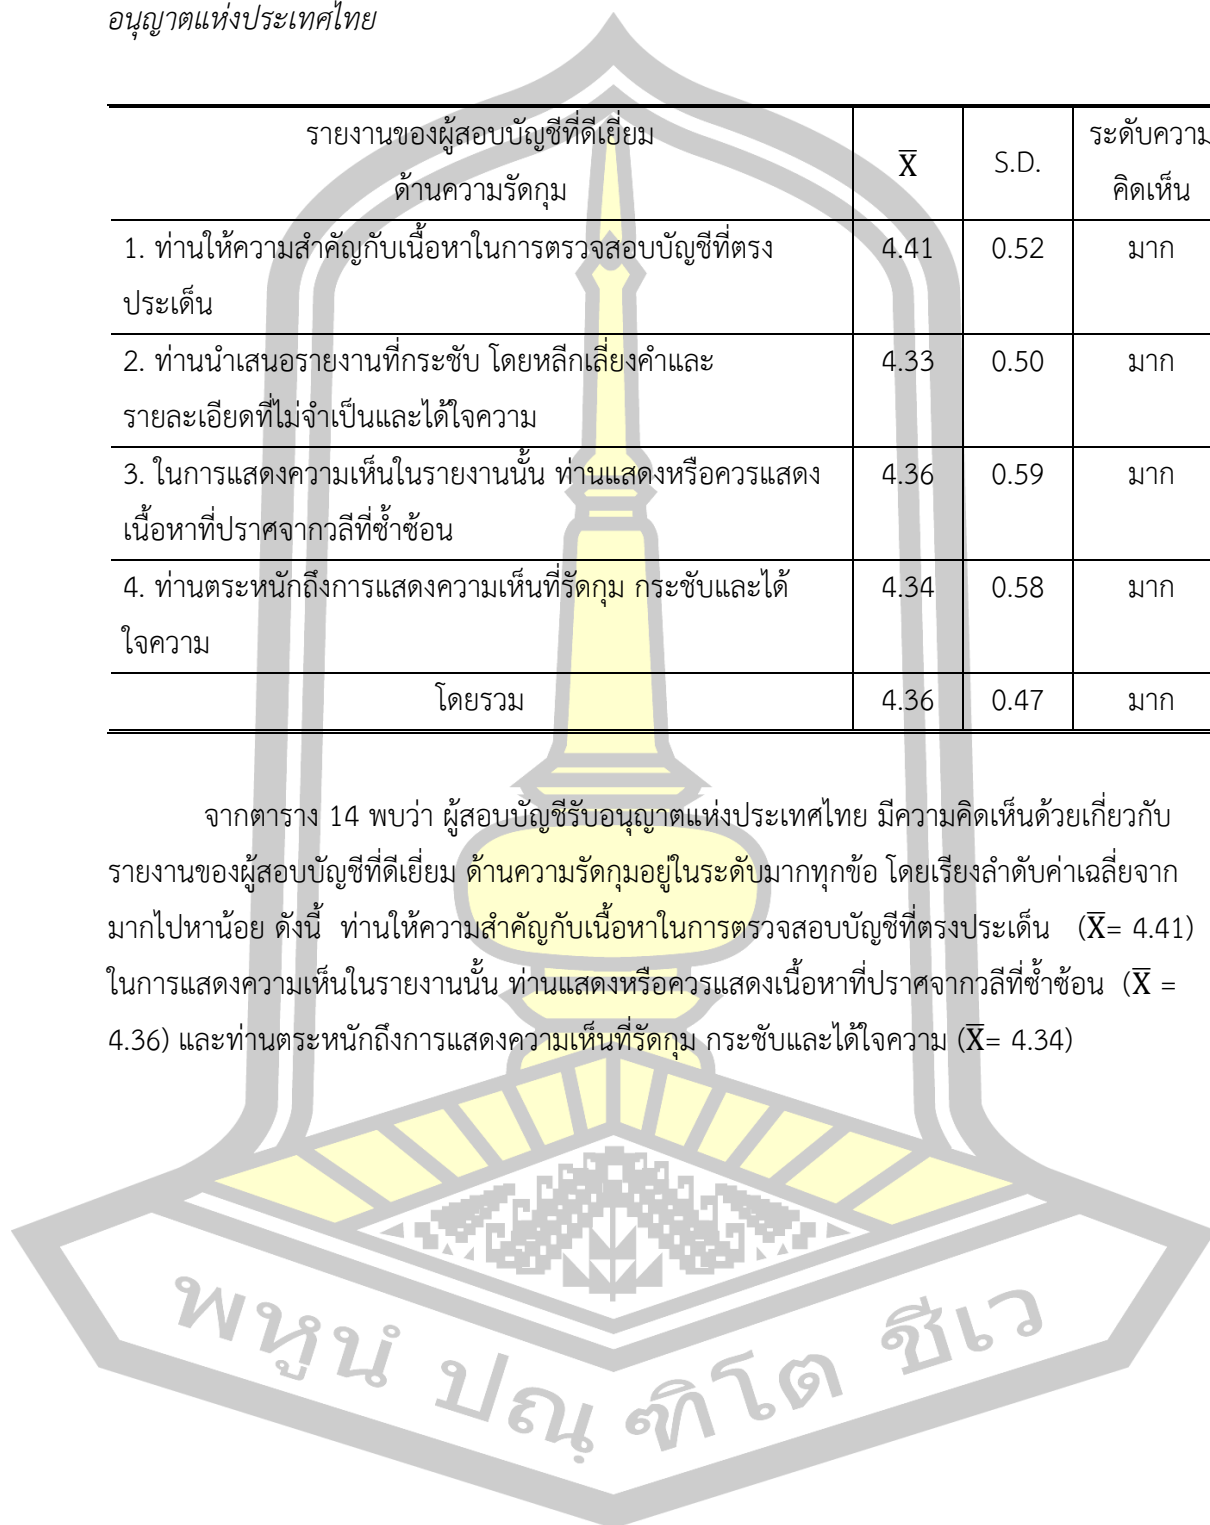 อนุญาตแห่งประเทศไทย
รายงานของผู้สอบบัญชีที่ดีเยี่ยม
ด้านความรัดกุม
X̅
S.D.
ระดับความ
คิดเห็น
1. ท่านให้ความสำคัญกับเนื้อหาในการตรวจสอบบัญชีที่ตรง
ประเด็น
4.41
0.52
มาก
2. ท่านนำเสนอรายงานที่กระชับ โดยหลีกเลี่ยงคำและ
รายละเอียดที่ไม่จำเป็นและได้ใจความ
4.33
0.50
มาก
3. ในการแสดงความเห็นในรายงานนั้น ท่านแสดงหรือควรแสดง
เนื้อหาที่ปราศจากวลีที่ซ้ำซ้อน
4.36
0.59
มาก
4. ท่านตระหนักถึงการแสดงความเห็นที่รัดกุม กระชับและได้
ใจความ
4.34
0.58
มาก
โดยรวม
4.36
0.47
มาก
จากตาราง 14 พบว่า ผู้สอบบัญชีรับอนุญาตแห่งประเทศไทย มีความคิดเห็นด้วยเกี่ยวกับ
รายงานของผู้สอบบัญชีที่ดีเยี่ยม ด้านความรัดกุมอยู่ในระดับมากทุกข้อ โดยเรียงลำดับค่าเฉลี่ยจาก
มากไปหาน้อย ดังนี้ ท่านให้ความสำคัญกับเนื้อหาในการตรวจสอบบัญชีที่ตรงประเด็น (X̅= 4.41)
ในการแสดงความเห็นในรายงานนั้น ท่านแสดงหรือควรแสดงเนื้อหาที่ปราศจากวลีที่ซ้ำซ้อน (X̅ =
4.36) และท่านตระหนักถึงการแสดงความเห็นที่รัดกุม กระชับและได้ใจความ (X̅= 4.34)
พหูนํ ปณฺฑิโต ชีเว